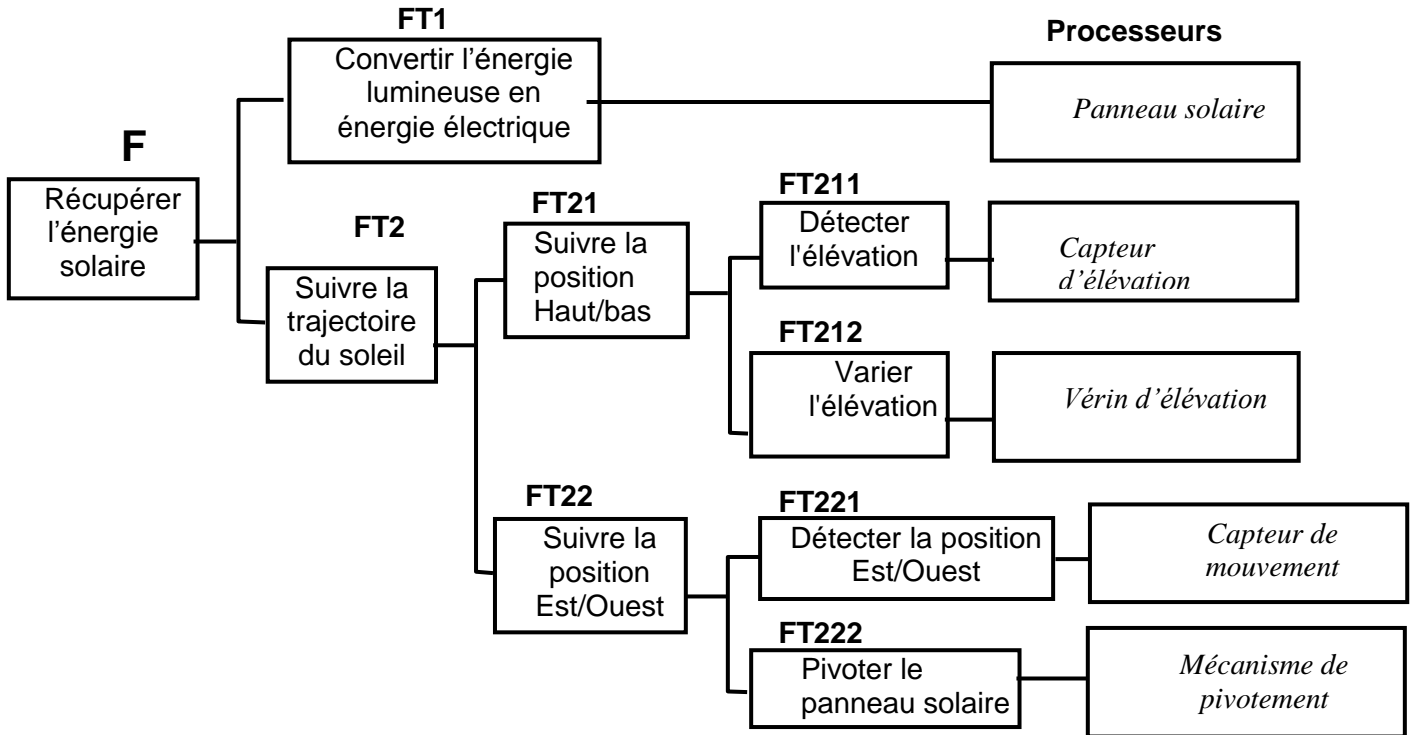 FT1
Convertir l’énergie
lumineuse en
énergie électrique
Processeurs
Panneau solaire
F
Récupérer
l’énergie
solaire
FT2
Suivre la
trajectoire
du soleil
FT21
Suivre la
position
Haut/bas
FT211
Détecter
l'élévation
Capteur
d’élévation
FT212
Varier
l'élévation
Vérin d’élévation
FT22
Suivre la
position
Est/Ouest
FT221
Détecter la position
Est/Ouest
Capteur de
mouvement
FT222
Pivoter le
panneau solaire
Mécanisme de
pivotement